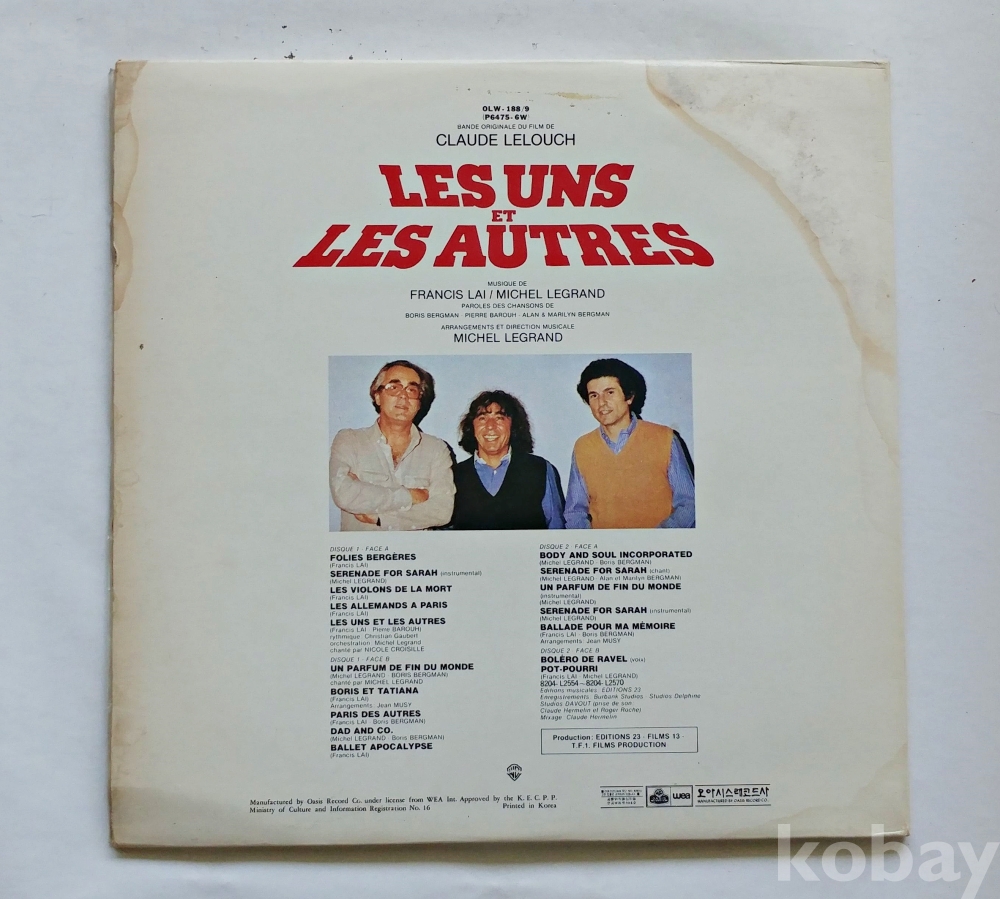 OLW - 188/9
(P6475-6W)
BANDE ORIGINALE DU FILM DE
CLAUDE LELOUCH
LES UNS
ET
LES AUTRES
MUSIQUE DE
FRANCIS LAI / MICHEL LEGRAND
PAROLES DES CHANSONS DE
BORIS BERGMAN · PIERRE BAROUH · ALAN & MARILYN BERGMAN
ARRANGEMENTS ET DIRECTION MUSICALE
MICHEL LEGRAND
DISQUE 1 · FACE A
FOLIES BERGÈRES
(Francis LAI)
SERENADE FOR SARAH (instrumental)
(Michel LEGRAND)
LES VIOLONS DE LA MORT
(Francis LAI)
LES ALLEMANDS A PARIS
(Francis LAI)
LES UNS ET LES AUTRES
(Francis LAI · Pierre BAROUH)
rythmique : Christian Gaubert
orchestration : Michel Legrand
chanté par NICOLE CROISILLE
DISQUE 1 · FACE B
UN PARFUM DE FIN DU MONDE
(Michel LEGRAND · BORIS BERGMAN)
chanté par MICHEL LEGRAND
BORIS ET TATIANA
(Francis LAI)
Arrangements: Jean MUSY
PARIS DES AUTRES
(Francis LAI · Boris BERGMAN)
DAD AND CO.
(Michel LEGRAND · Boris BERGMAN)
BALLET APOCALYPSE
(Francis LAI)
DISQUE 2 · FACE A
BODY AND SOUL INCORPORATED
(Michel LEGRAND · Boris BERGMAN)
SERENADE FOR SARAH (chant)
(Michel LEGRAND · Alan et Marilyn BERGMAN)
UN PARFUM DE FIN DU MONDE
(instrumental)
(Michel LEGRAND)
SERENADE FOR SARAH (instrumental)
(Michel LEGRAND)
BALLADE POUR MA MÉMOIRE
(Francis LAI · Boris BERGMAN)
Arrangements: Jean MUSY
DISQUE 2 · FACE B
BOLÉRO DE RAVEL (voix)
POT-POURRI
(Francis LAI · Michel LEGRAND)
8204- L2554 ~ 8204- L2570
Editions musicales : EDITIONS 23
Enregistrements : Burbank Studios · Studios Delphine
Studios DAVOUT (prise de son:
Claude Hermelin et Roger Roche)
Mixage: Claude Hermelin
Production: EDITIONS 23 · FILMS 13 ·
T.F.1. FILMS PRODUCTION
Manufactured by Oasis Record Co. under license from WEA Int. Approved by the K. E. C. P. P.
Ministry of Culture and Information Registration No. 16
Printed in Korea
wea
오아시스레코드사
MANUFACTURED BY OASIS RECORD CO.
kobay